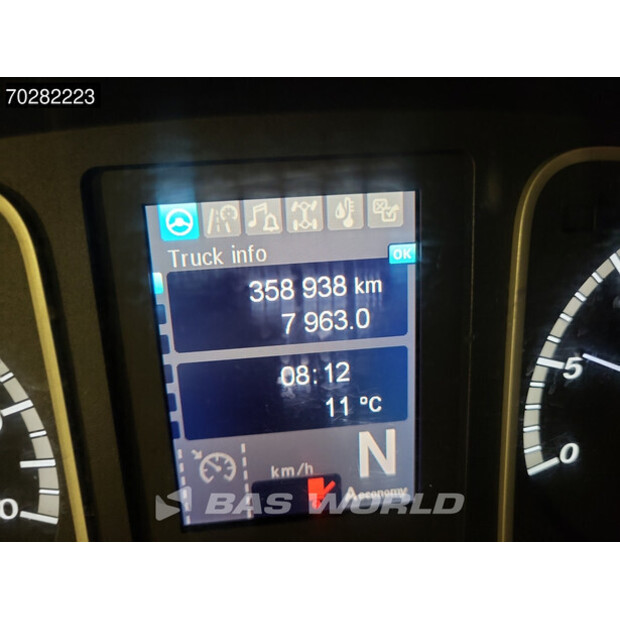 70282223
Truck info
OK
358 938 km
7 963.0
08:12
11 °C
N
km/h
A economy
BAS WORLD
5
0
0